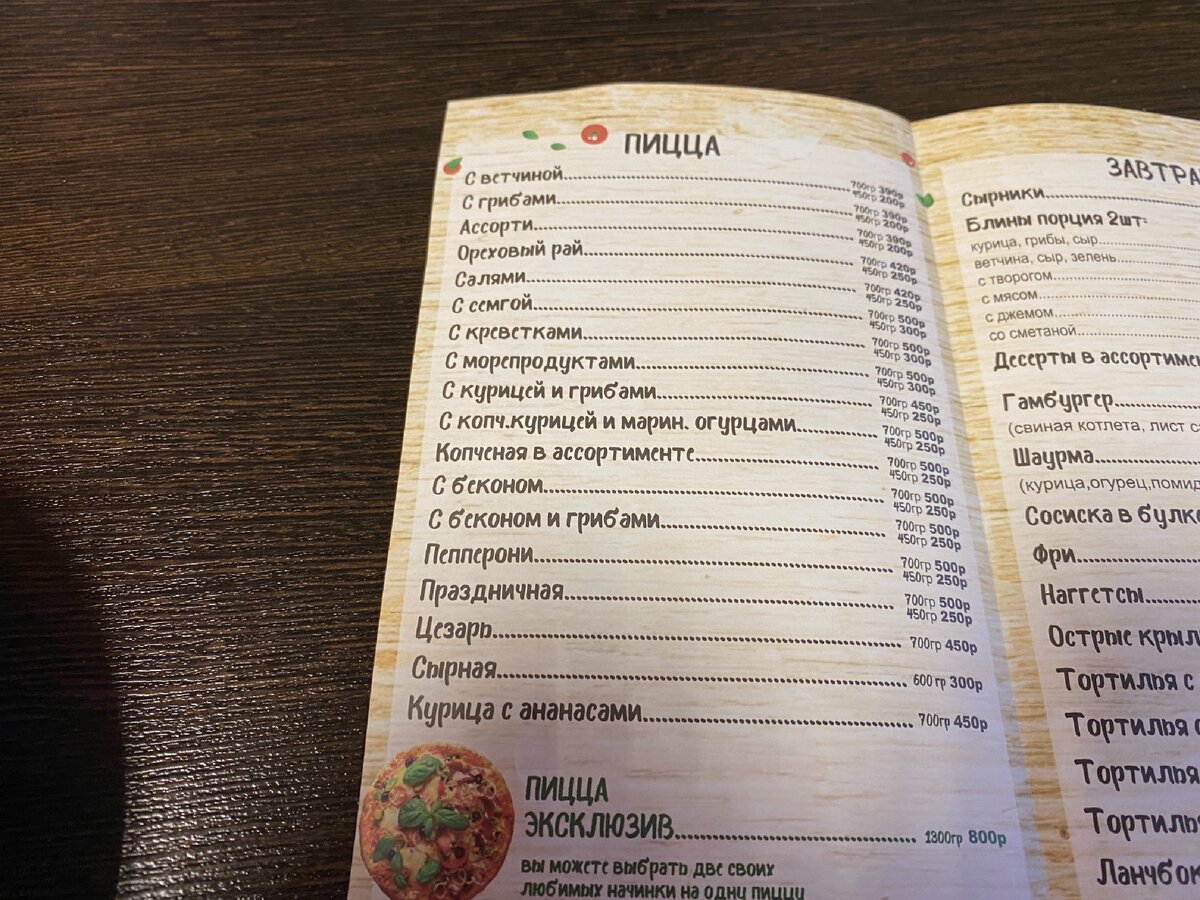 ПИЦЦА
С ветчиной 700гр 390р
450гр 200р
С грибами 700гр 390р
450гр 200р
Ассорти 700гр 390р
450гр 200р
Ореховый рай 700гр 420р
450гр 250р
Салями 700гр 420р
450гр 250р
С семгой 700гр 500р
450гр 300р
С креветками 700гр 500р
450гр 300р
С морепродуктами 700гр 500р
450гр 300р
С курицей и грибами 700гр 450р
450гр 250р
С копч.курицей и марин. огурцами 700гр 500р
450гр 250р
Копченая в ассортименте 700гр 500р
450гр 250р
С беконом 700гр 500р
450гр 250р
С беконом и грибами 700гр 500р
450гр 250р
Пепперони 700гр 500р
450гр 250р
Праздничная 700гр 500р
450гр 250р
Цезарь 700гр 450р
Сырная 600 гр 300р
Курица с ананасами 700гр 450р
ПИЦЦА
ЭКСКЛЮЗИВ 1300гр 800р
вы можете выбрать две своих
любимых начинки на одну пиццу
ЗАВТРА
Сырники
Блины порция 2шт:
курица, грибы, сыр
ветчина, сыр, зелень
с творогом
с мясом
с джемом
со сметаной
Десерты в ассортимен
Гамбургер
(свиная котлета, лист с
Шаурма
(курица,огурец,помид
Сосиска в булк
Фри
Наггетсы
Острые крыл
Тортилья с
Тортилья с
Тортилья
Тортиль
Ланчбок